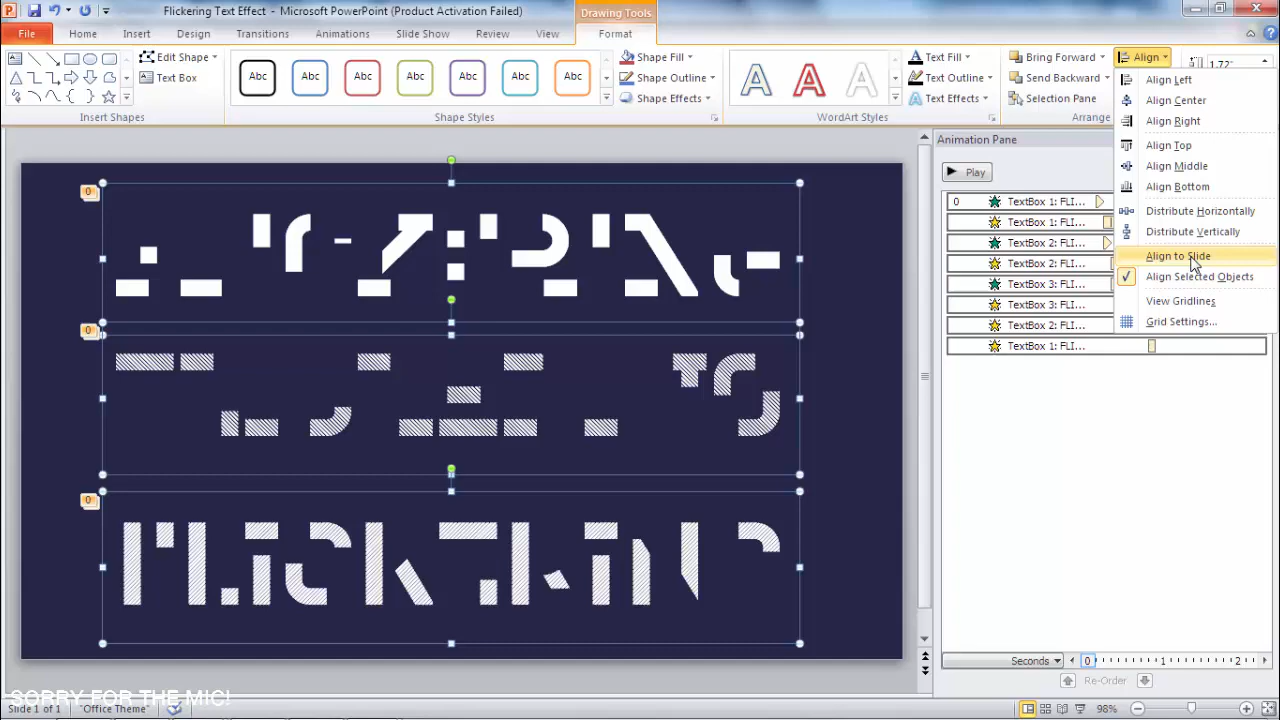 Flickering Text Effect - Microsoft PowerPoint (Product Activation Failed)
Drawing Tools
File
Home
Insert
Design
Transitions
Animations
Slide Show
Review
View
Format
Edit Shape
Text Box
Insert Shapes
Abc
Abc
Abc
Abc
Abc
Abc
Abc
Shape Fill
Shape Outline
Shape Effects
Shape Styles
A
A
A
Text Fill
Text Outline
Text Effects
WordArt Styles
Bring Forward
Send Backward
Selection Pane
Arrange
Align
1.72"
Align Left
Align Center
Align Right
Align Top
Align Middle
Align Bottom
Distribute Horizontally
Distribute Vertically
Align to Slide
Align Selected Objects
View Gridlines
Grid Settings...
Animation Pane
Play
0 TextBox 1: FLI...
TextBox 1: FLI...
TextBox 2: FLI...
TextBox 2: FLI...
TextBox 3: FLI...
TextBox 3: FLI...
TextBox 2: FLI...
TextBox 1: FLI...
0
0
0
Seconds
0 1 2
Re-Order
SORRY FOR THE MIC!
Slide 1 of 1
Office Theme
98%